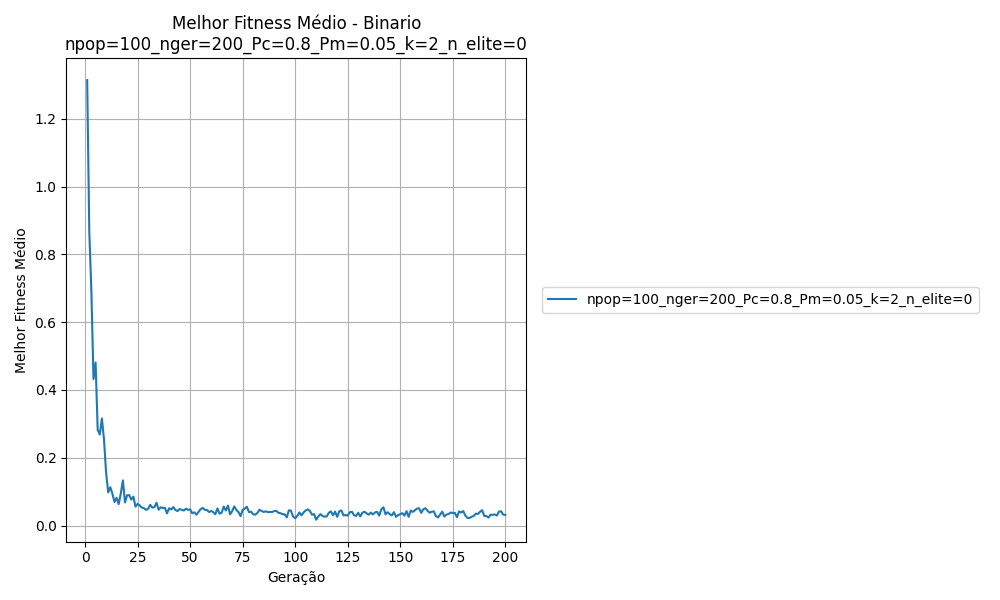 Melhor Fitness Médio - Binario
npop=100_nger=200_Pc=0.8_Pm=0.05_k=2_n_elite=0
Melhor Fitness Médio
1.2
1.0
0.8
0.6
0.4
0.2
0.0
0 25 50 75 100 125 150 175 200
Geração
npop=100_nger=200_Pc=0.8_Pm=0.05_k=2_n_elite=0